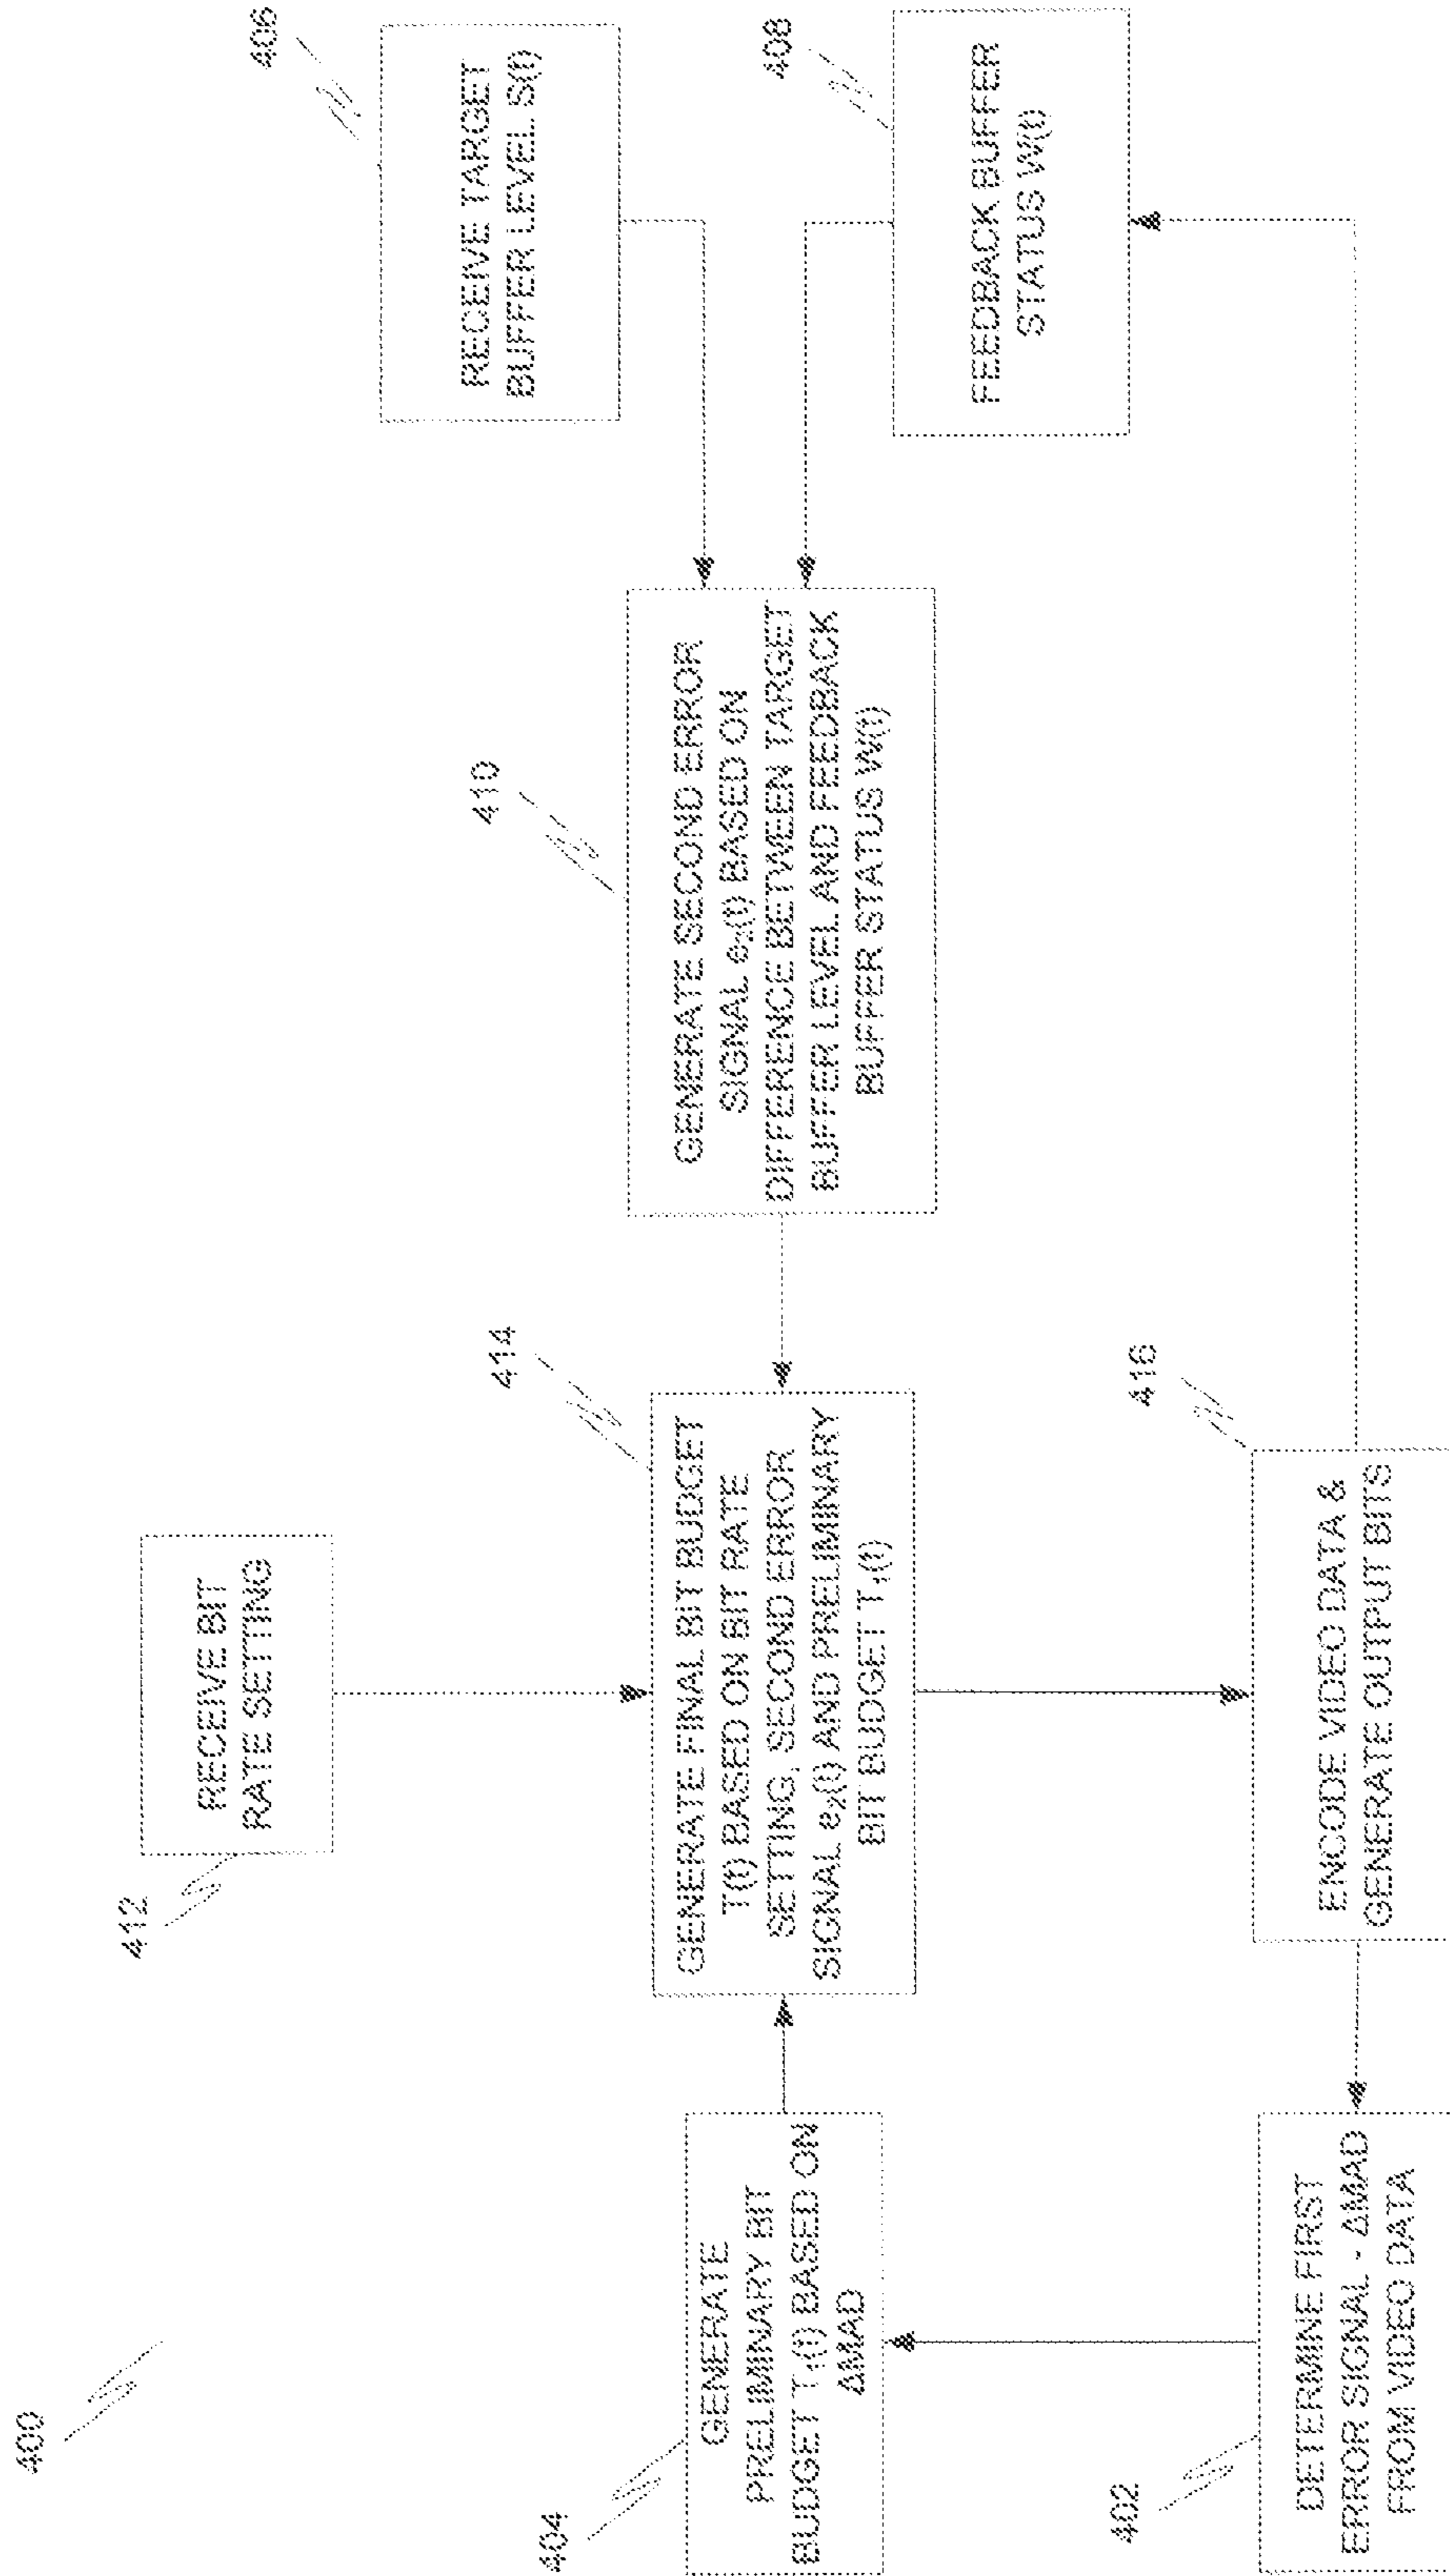 400
412
RECEIVE BIT
RATE SETTING
406
RECEIVE TARGET
BUFFER LEVEL S(t)
404
GENERATE
PRELIMINARY BIT
BUDGET T₁(t) BASED ON
ΔMAD
414
GENERATE FINAL BIT BUDGET
T(t) BASED ON BIT RATE
SETTING, SECOND ERROR
SIGNAL e₂(t) AND PRELIMINARY
BIT BUDGET T₁(t)
410
GENERATE SECOND ERROR
SIGNAL e₂(t) BASED ON
DIFFERENCE BETWEEN TARGET
BUFFER LEVEL AND FEEDBACK
BUFFER STATUS W(t)
408
FEEDBACK BUFFER
STATUS W(t)
402
DETERMINE FIRST
ERROR SIGNAL - ΔMAD
FROM VIDEO DATA
416
ENCODE VIDEO DATA &
GENERATE OUTPUT BITS